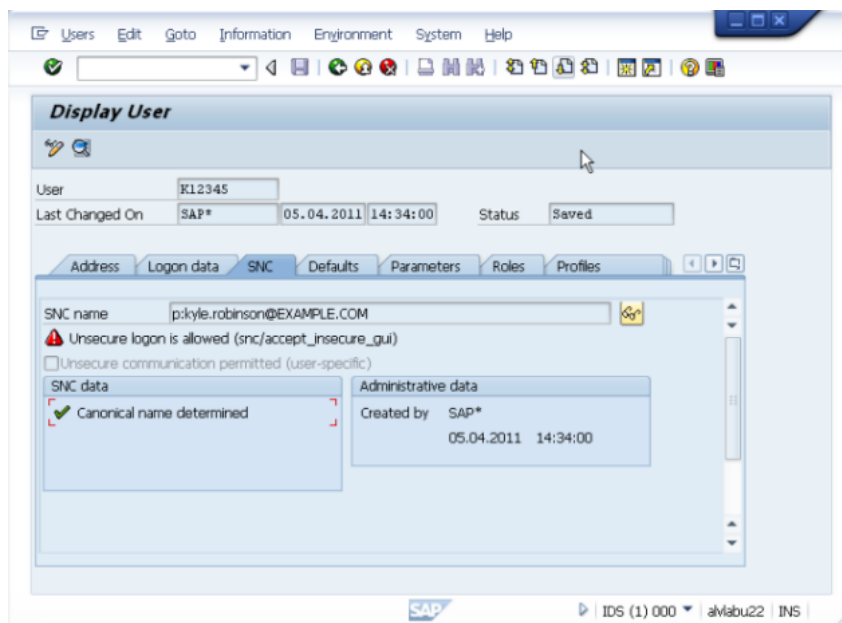 Users Edit Goto Information Environment System Help
Display User
User K12345
Last Changed On SAP* 05.04.2011 14:34:00 Status Saved
Address Logon data SNC Defaults Parameters Roles Profiles
SNC name p:kyle.robinson@EXAMPLE.COM
Unsecure logon is allowed (snc/accept_insecure_gui)
Unsecure communication permitted (user-specific)
SNC data Administrative data
Canonical name determined Created by SAP*
05.04.2011 14:34:00
SAP IDS (1) 000 alvlabu22 INS